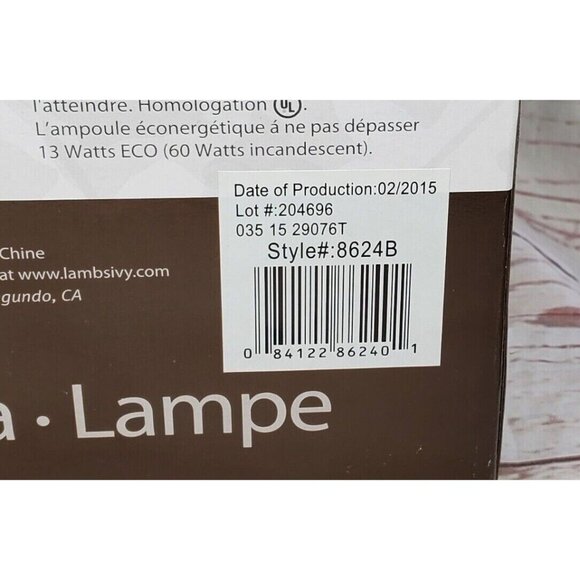 l'atteindre. Homologation UL.
L'ampoule éconergétique á ne pas dépasser
13 Watts ECO (60 Watts incandescent).
Date of Production:02/2015
Lot #:204696
035 15 29076T
Style#:8624B
0 84122 86240 1
Chine
at www.lambsivy.com
gundo, CA
a · Lampe